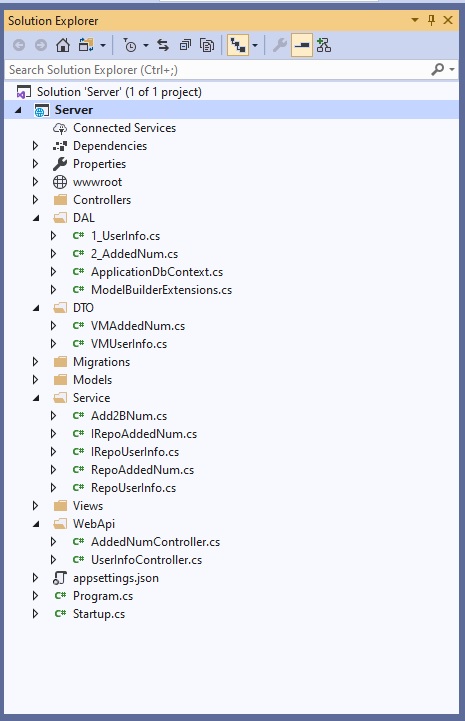 Solution Explorer
Search Solution Explorer (Ctrl+;)
Solution 'Server' (1 of 1 project)
Server
Connected Services
Dependencies
Properties
wwwroot
Controllers
DAL
C# 1_UserInfo.cs
C# 2_AddedNum.cs
C# ApplicationDbContext.cs
C# ModelBuilderExtensions.cs
DTO
C# VMAddedNum.cs
C# VMUserInfo.cs
Migrations
Models
Service
C# Add2BNum.cs
C# IRepoAddedNum.cs
C# IRepoUserInfo.cs
C# RepoAddedNum.cs
C# RepoUserInfo.cs
Views
WebApi
C# AddedNumController.cs
C# UserInfoController.cs
appsettings.json
C# Program.cs
C# Startup.cs